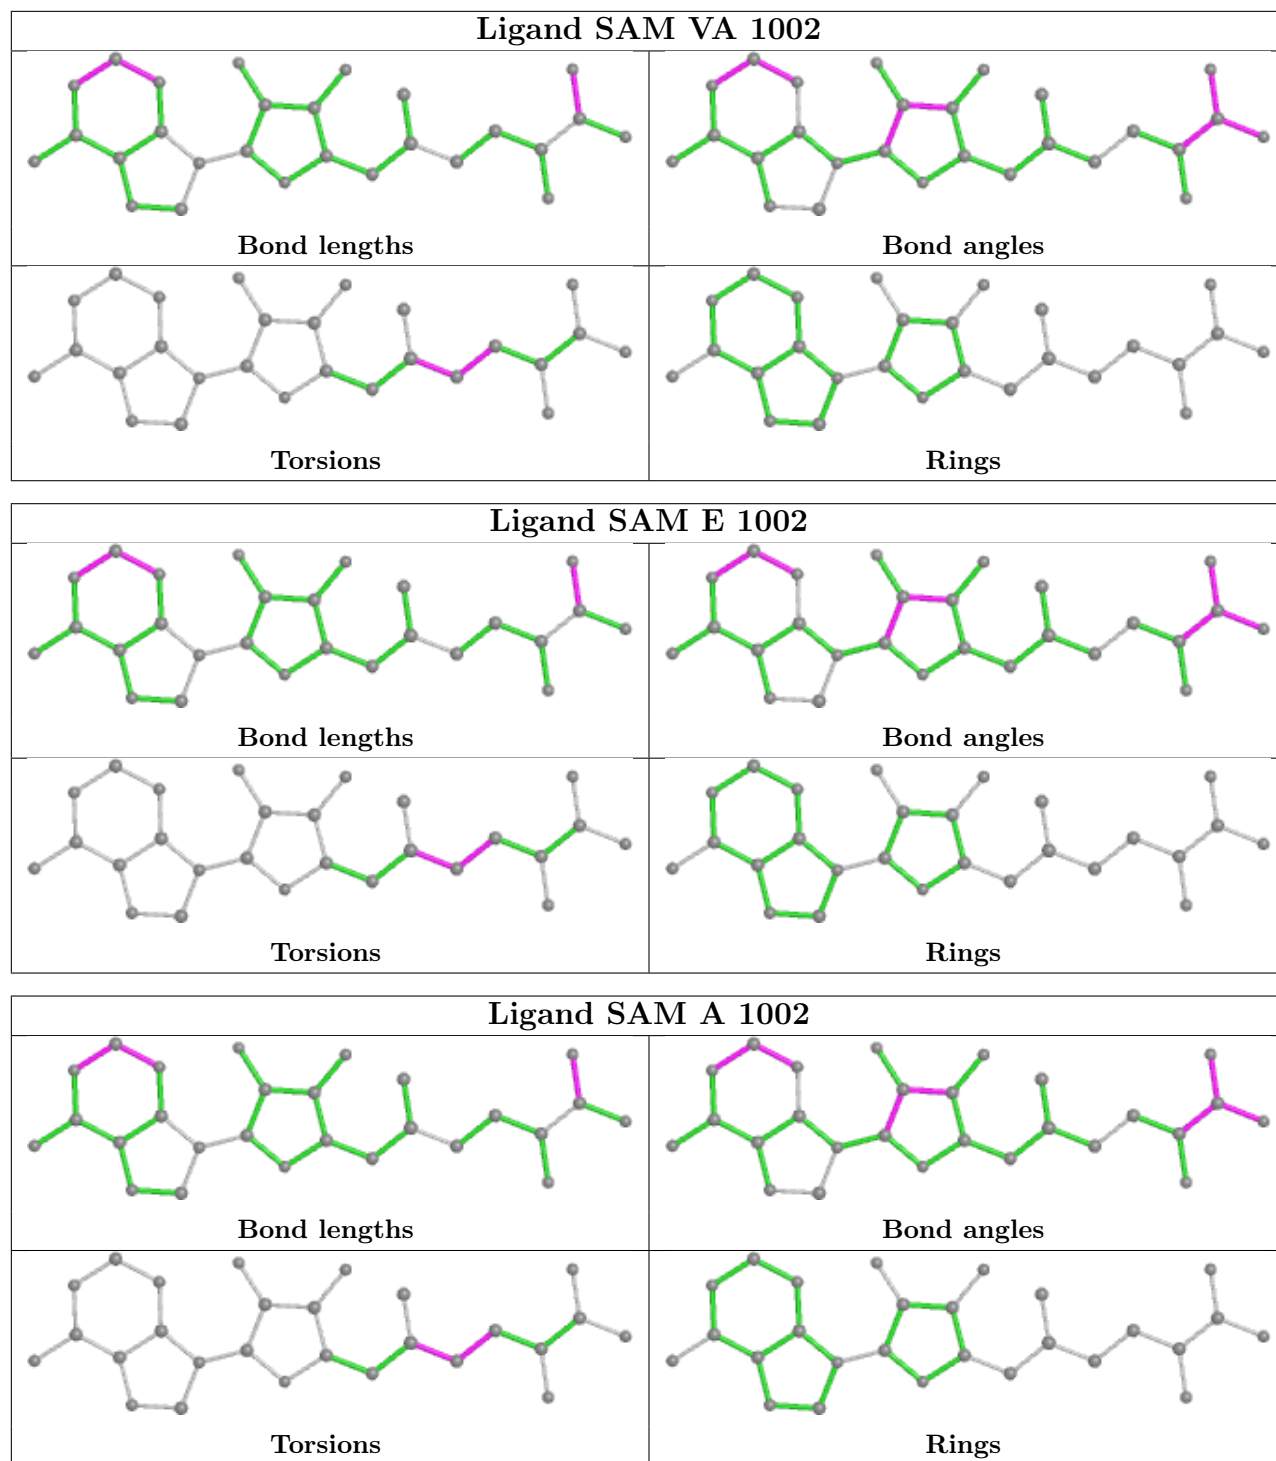 Ligand SAM VA 1002
Bond lengths
Bond angles
Torsions
Rings
Ligand SAM E 1002
Bond lengths
Bond angles
Torsions
Rings
Ligand SAM A 1002
Bond lengths
Bond angles
Torsions
Rings